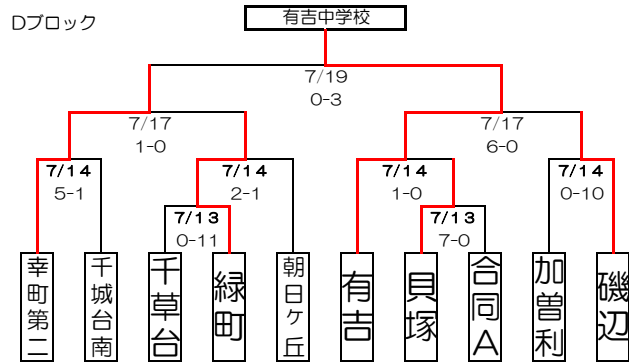 Dブロック
有吉中学校
7/19
0-3
7/17
1-0
7/17
6-0
7/14
5-1
7/14
2-1
7/14
1-0
7/14
0-10
7/13
0-11
7/13
7-0
幸町第二
千城台南
千草台
緑町
朝日ケ丘
有吉
貝塚
合同A
加曽利
磯辺